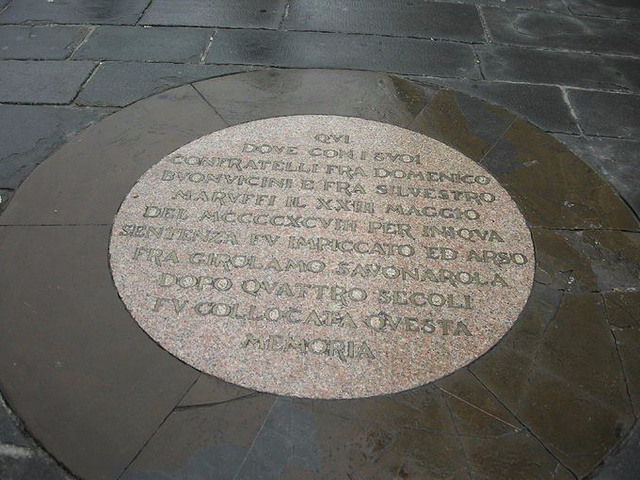 QVI
DOVE CON I SVOI
CONFRATELLI FRA DOMENICO
BVONVICINI E FRA SILVESTRO
MARVFFI IL XXIII MAGGIO
DEL MCCCCXCVIII PER INIQVA
SENTENZA FV IMPICCATO ED ARSO
FRA GIROLAMO SAVONAROLA
DOPO QVATTRO SECOLI
FV COLLOCATA QVESTA
MEMORIA